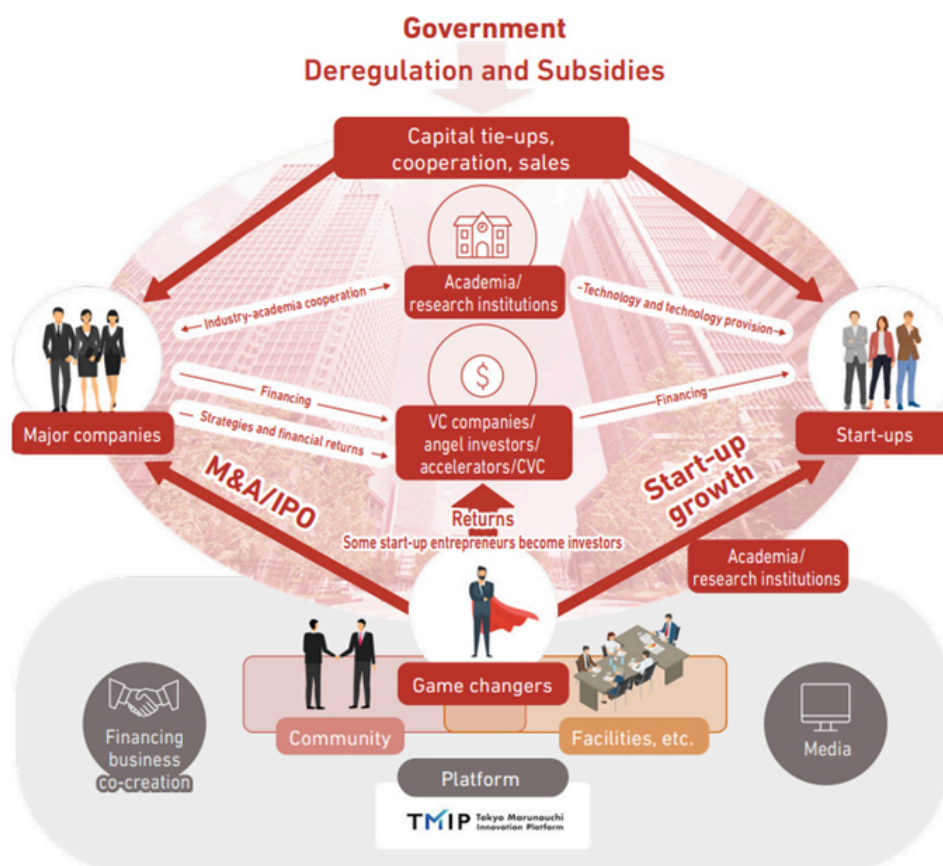 Government
Deregulation and Subsidies
Capital tie-ups,
cooperation, sales
Academia/
research institutions
Industry-academia cooperation
Technology and technology provision
$
Financing
Strategies and financial returns
Financing
VC companies/
angel investors/
accelerators/CVC
Major companies
Start-ups
M&A/IPO
Start-up
growth
Returns
Some start-up entrepreneurs become investors
Academia/
research institutions
Game changers
Community
Facilities, etc.
Financing
business
co-creation
Media
Platform
TMIP Tokyo Marunouchi
Innovation Platform